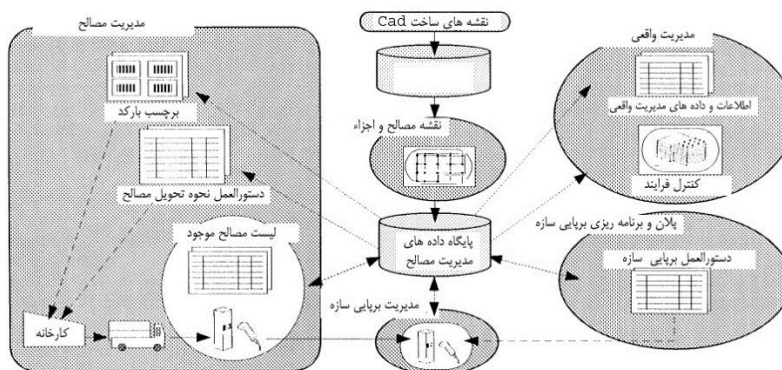 نقشه های ساخت Cad
مدیریت مصالح
برچسب بارکد
دستورالعمل نحوه تحویل مصالح
لیست مصالح موجود
کارخانه
نقشه مصالح و اجزاء
پایگاه داده های
مدیریت مصالح
مدیریت برپایی سازه
مدیریت واقعی
اطلاعات و داده های مدیریت واقعی
کنترل فرایند
پلان و برنامه ریزی برپایی سازه
دستورالعمل برپایی سازه